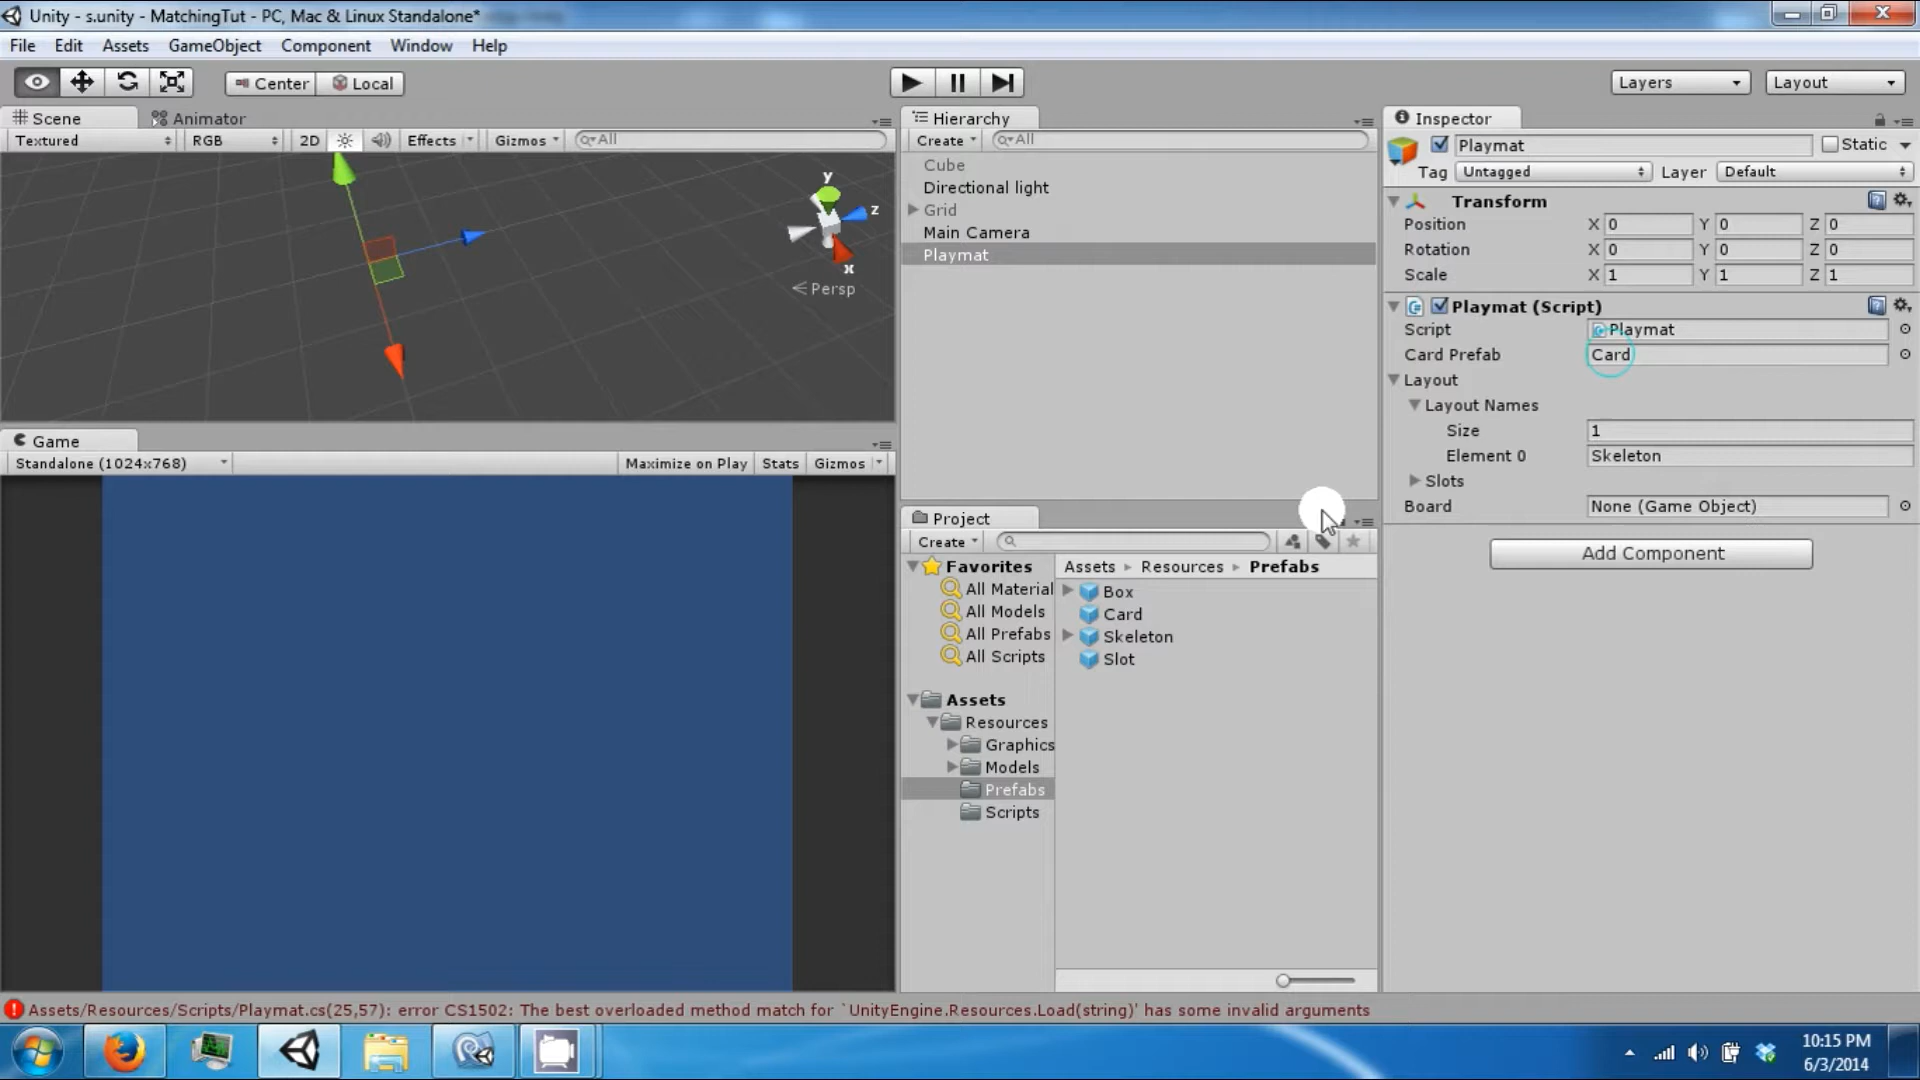 Unity - s.unity - MatchingTut - PC, Mac & Linux Standalone*
File Edit Assets GameObject Component Window Help
Center Local
Layers Layout
Scene Animator
Textured RGB 2D Effects Gizmos All
Persp
y
z
x
Game
Standalone (1024x768) Maximize on Play Stats Gizmos
Hierarchy
Create All
Cube
Directional light
Grid
Main Camera
Playmat
Project
Create
Favorites
All Material
All Models
All Prefabs
All Scripts
Assets
Resources
Graphics
Models
Prefabs
Scripts
Assets Resources Prefabs
Box
Card
Skeleton
Slot
Inspector
Playmat Static
Tag Untagged Layer Default
Transform
Position X 0 Y 0 Z 0
Rotation X 0 Y 0 Z 0
Scale X 1 Y 1 Z 1
Playmat (Script)
Script Playmat
Card Prefab Card
Layout
Layout Names
Size 1
Element 0 Skeleton
Slots
Board None (Game Object)
Add Component
Assets/Resources/Scripts/Playmat.cs(25,57): error CS1502: The best overloaded method match for `UnityEngine.Resources.Load(string)' has some invalid arguments
10:15 PM
6/3/2014